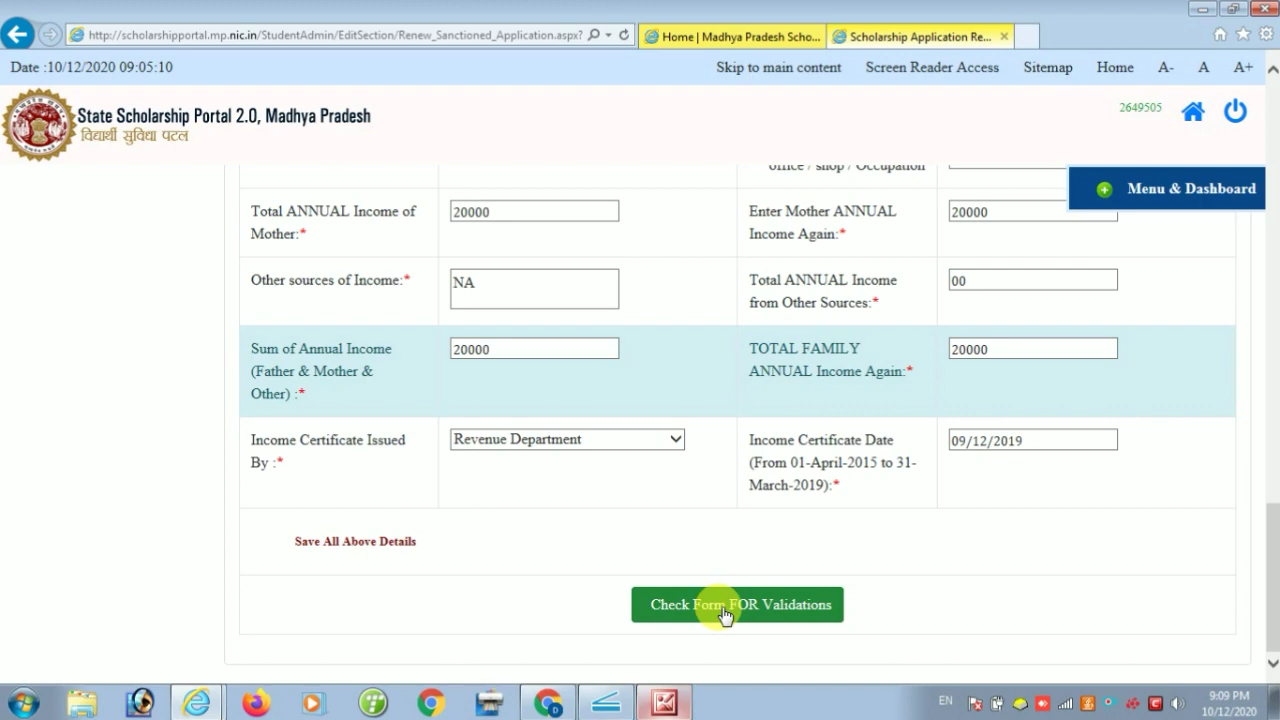 http://scholarshipportal.mp.nic.in/StudentAdmin/EditSection/Renew_Sanctioned_Application.aspx?
Home | Madhya Pradesh Scho...
Scholarship Application Re...
Date :10/12/2020 09:05:10
Skip to main content
Screen Reader Access
Sitemap
Home
A-
A
A+
State Scholarship Portal 2.0, Madhya Pradesh
विद्यार्थी सुविधा पटल
2649505
office / shop / Occupation
Menu & Dashboard
Total ANNUAL Income of
Mother:*
20000
Enter Mother ANNUAL
Income Again:*
20000
Other sources of Income:*
NA
Total ANNUAL Income
from Other Sources:*
00
Sum of Annual Income
(Father & Mother &
Other) :*
20000
TOTAL FAMILY
ANNUAL Income Again:*
20000
Income Certificate Issued
By :*
Revenue Department
Income Certificate Date
(From 01-April-2015 to 31-
March-2019):*
09/12/2019
Save All Above Details
Check Form FOR Validations
EN
9:09 PM
10/12/2020